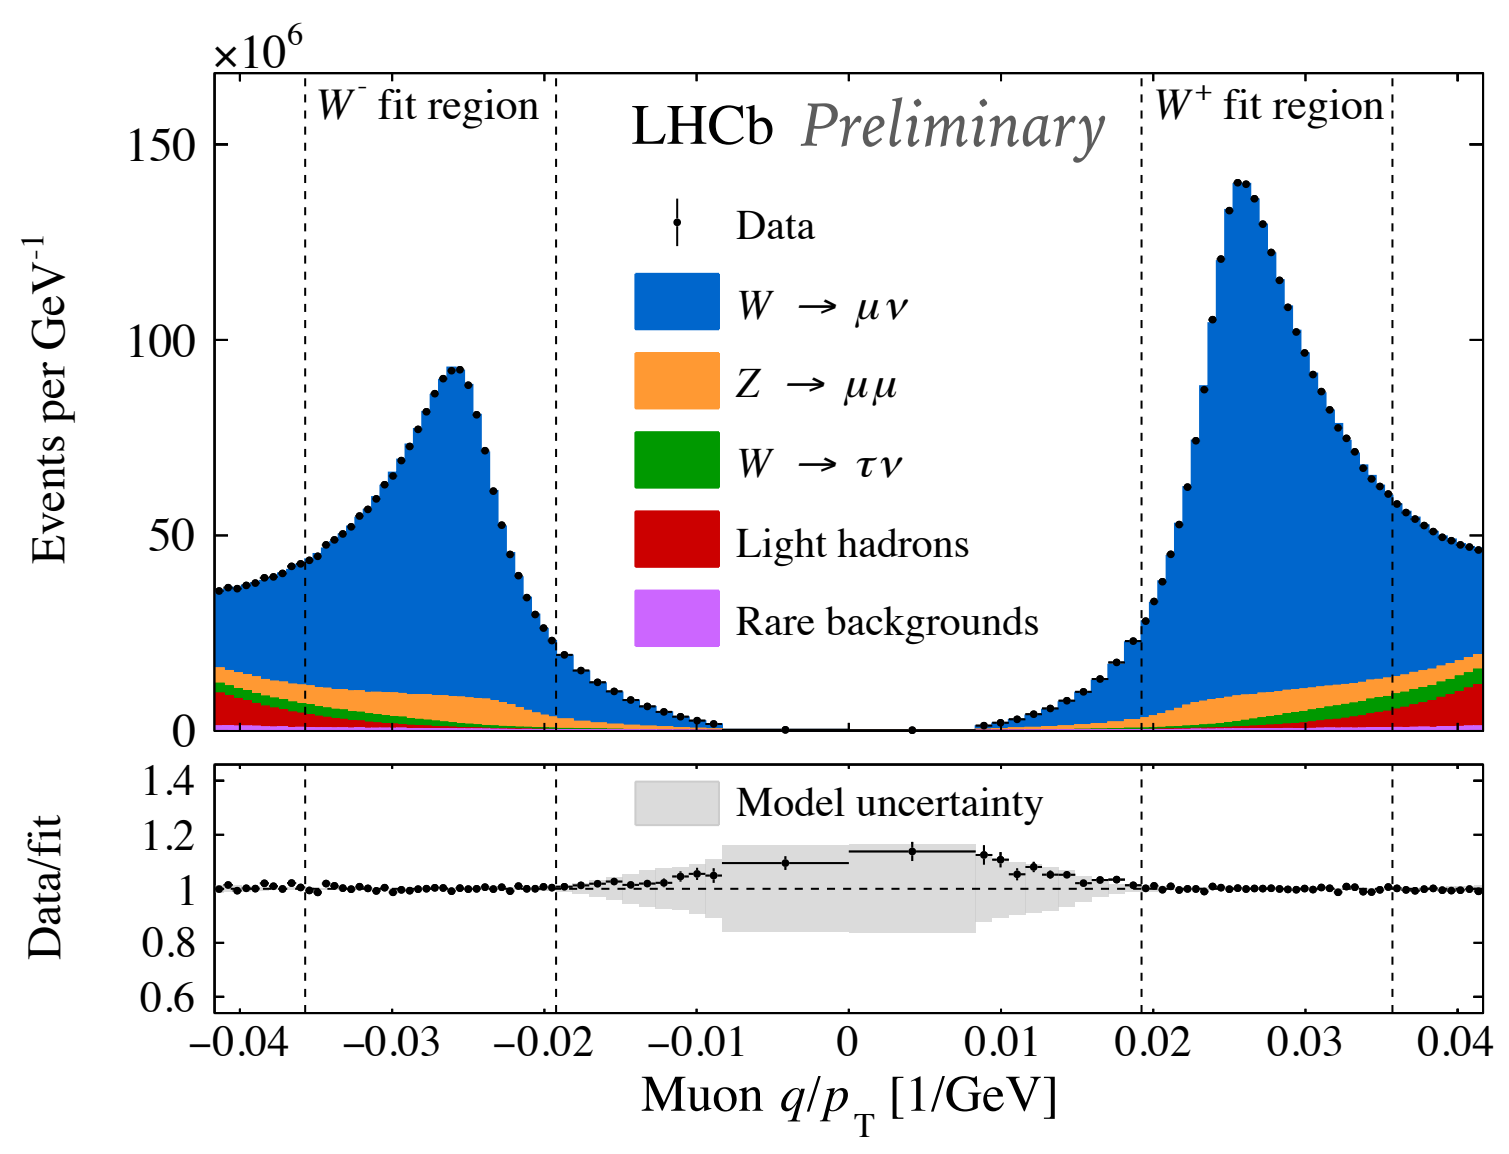 ×10⁶
W⁻ fit region
W⁺ fit region
LHCb Preliminary
150
100
50
0
Events per GeV⁻¹
Data
W → μν
Z → μμ
W → τν
Light hadrons
Rare backgrounds
1.4
1.2
1
0.8
0.6
Data/fit
Model uncertainty
−0.04 −0.03 −0.02 −0.01 0 0.01 0.02 0.03 0.04
Muon q/p_T [1/GeV]